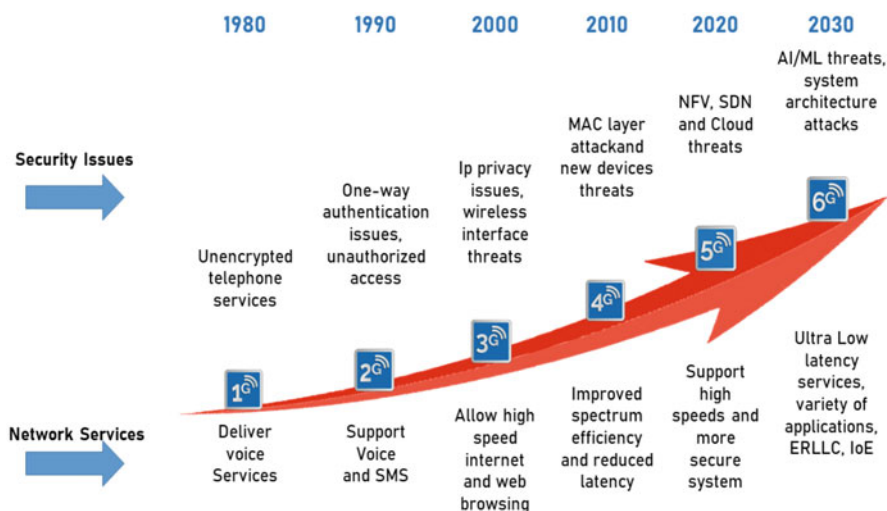 1980 1990 2000 2010 2020 2030
AI/ML threats,
system
architecture
attacks
NFV, SDN
and Cloud
threats
MAC layer
attackand
new devices
threats
Security Issues
Ip privacy
issues,
wireless
interface
threats
One-way
authentication
issues,
unauthorized
access
Unencrypted
telephone
services
1G
2G
3G
4G
5G
6G
Network Services
Deliver
voice
Services
Support
Voice
and SMS
Allow high
speed
internet
and web
browsing
Improved
spectrum
efficiency
and reduced
latency
Support
high
speeds and
more
secure
system
Ultra Low
latency
services,
variety of
applications,
ERLLC, IoE